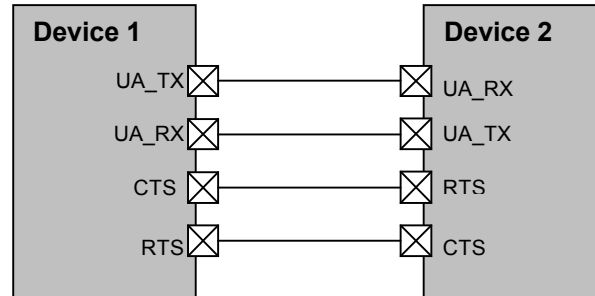 Device 1
Device 2
UA_TX
UA_RX
UA_RX
UA_TX
CTS
RTS
RTS
CTS